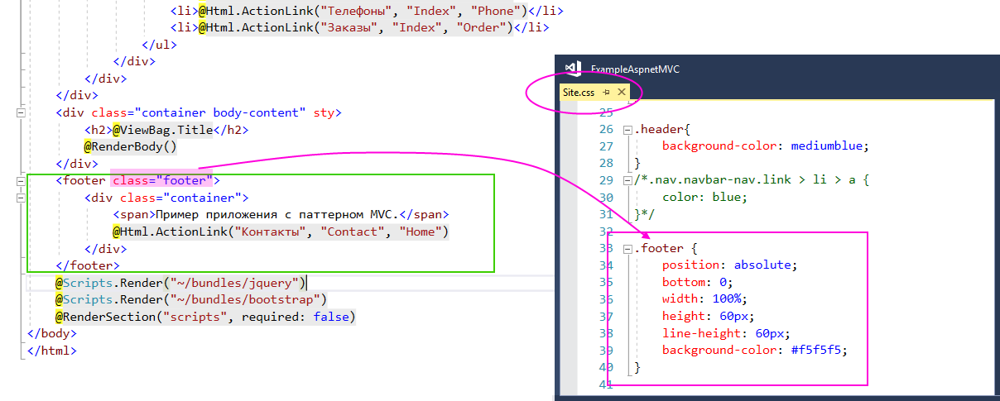 <li>@Html.ActionLink("Телефоны", "Index", "Phone")</li>
<li>@Html.ActionLink("Заказы", "Index", "Order")</li>
</ul>
</div>
</div>
</div>
<div class="container body-content" sty>
<h2>@ViewBag.Title</h2>
@RenderBody()
</div>
<footer class="footer">
<div class="container">
<span>Пример приложения с паттерном MVC.</span>
@Html.ActionLink("Контакты", "Contact", "Home")
</div>
</footer>
@Scripts.Render("~/bundles/jquery")
@Scripts.Render("~/bundles/bootstrap")
@RenderSection("scripts", required: false)
</body>
</html>
ExampleAspnetMVC
Site.css
25
26 .header{
27 background-color: mediumblue;
28 }
29 /*.nav.navbar-nav.link > li > a {
30 color: blue;
31 }*/
32
33 .footer {
34 position: absolute;
35 bottom: 0;
36 width: 100%;
37 height: 60px;
38 line-height: 60px;
39 background-color: #f5f5f5;
40 }
41